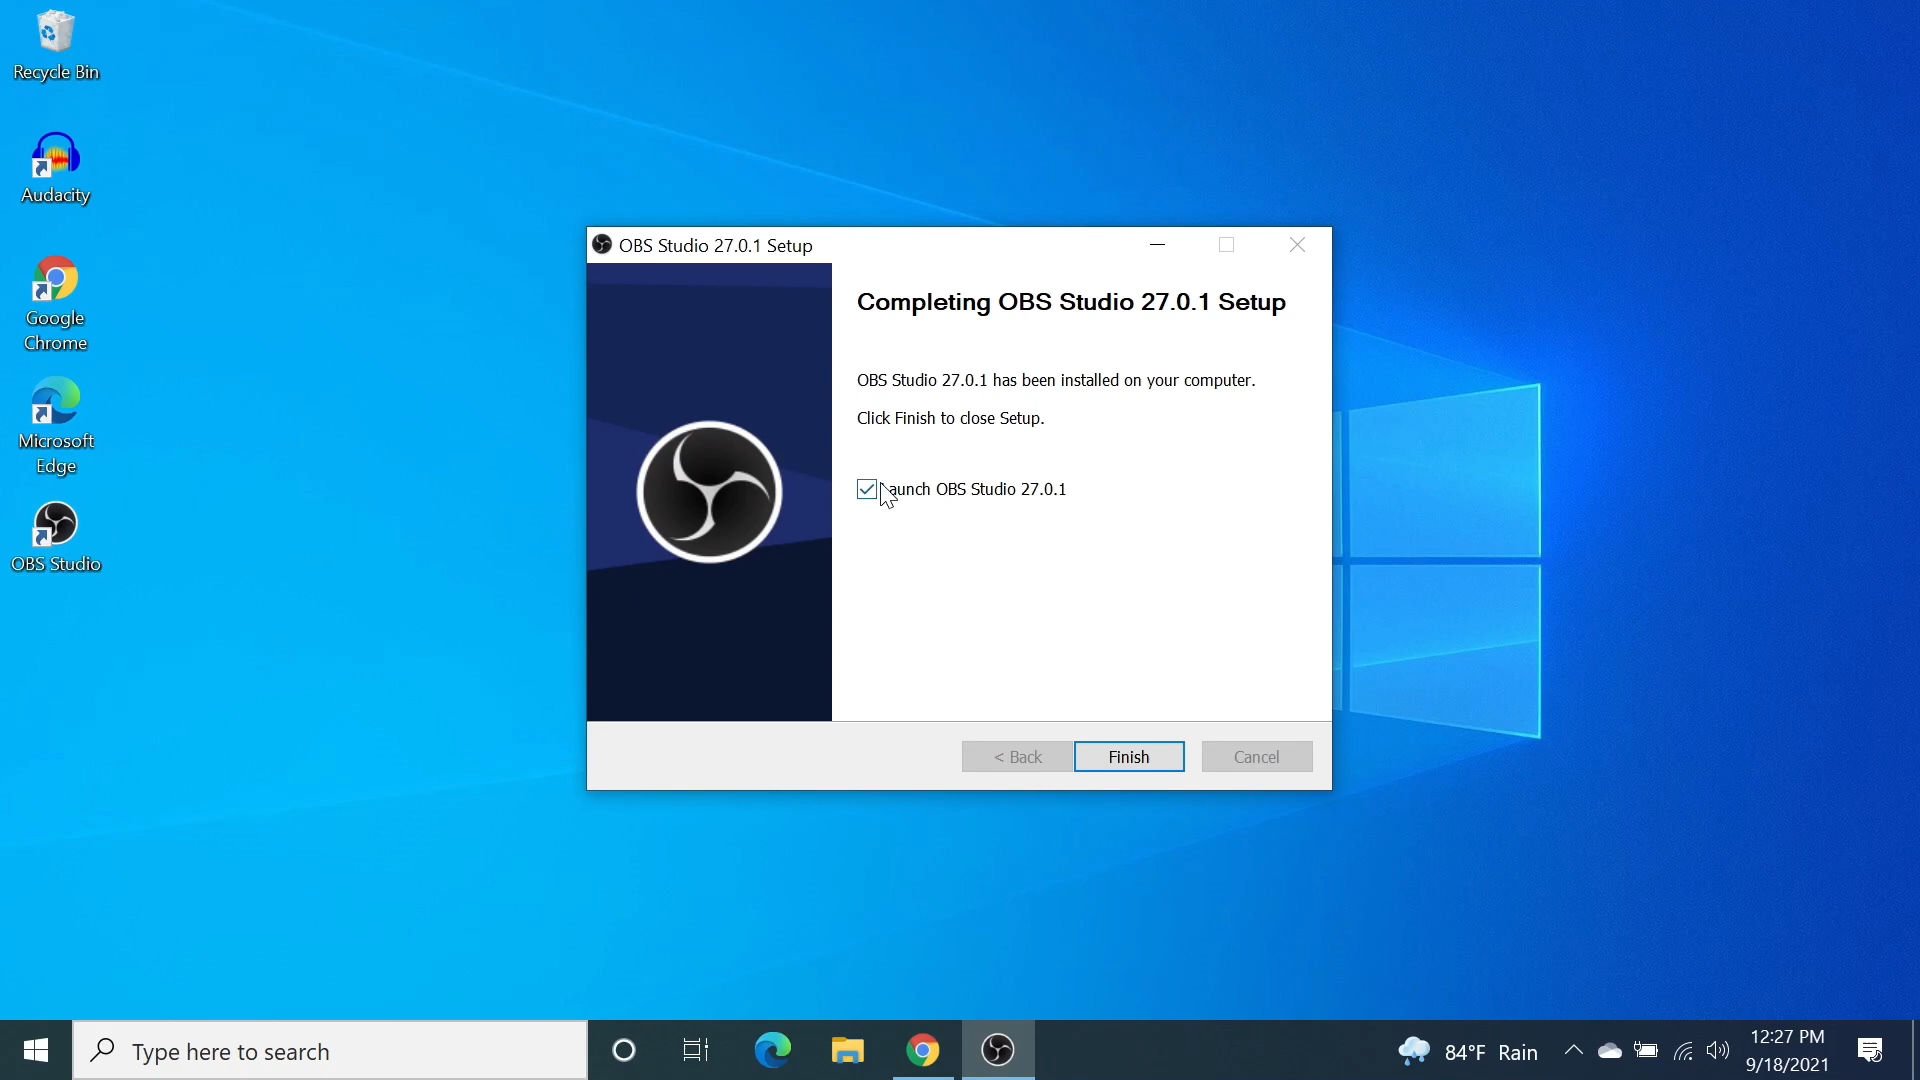 Recycle Bin
Audacity
Google
Chrome
Microsoft
Edge
OBS Studio
OBS Studio 27.0.1 Setup
Completing OBS Studio 27.0.1 Setup
OBS Studio 27.0.1 has been installed on your computer.
Click Finish to close Setup.
Launch OBS Studio 27.0.1
< Back
Finish
Cancel
Type here to search
84°F Rain
12:27 PM
9/18/2021